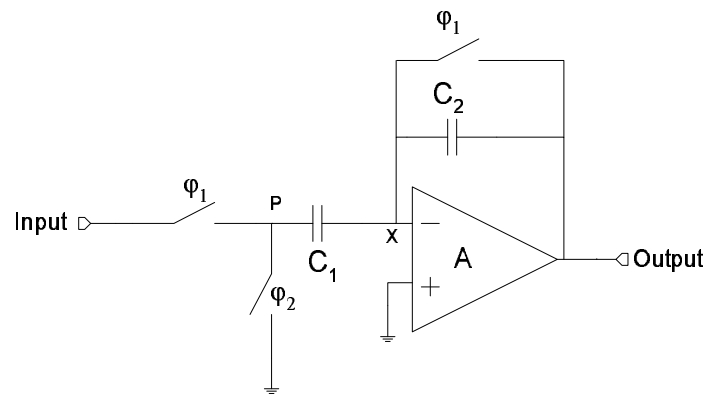 φ₁
C₂
φ₁
P
Input
X
−
C₁
A
Output
+
φ₂